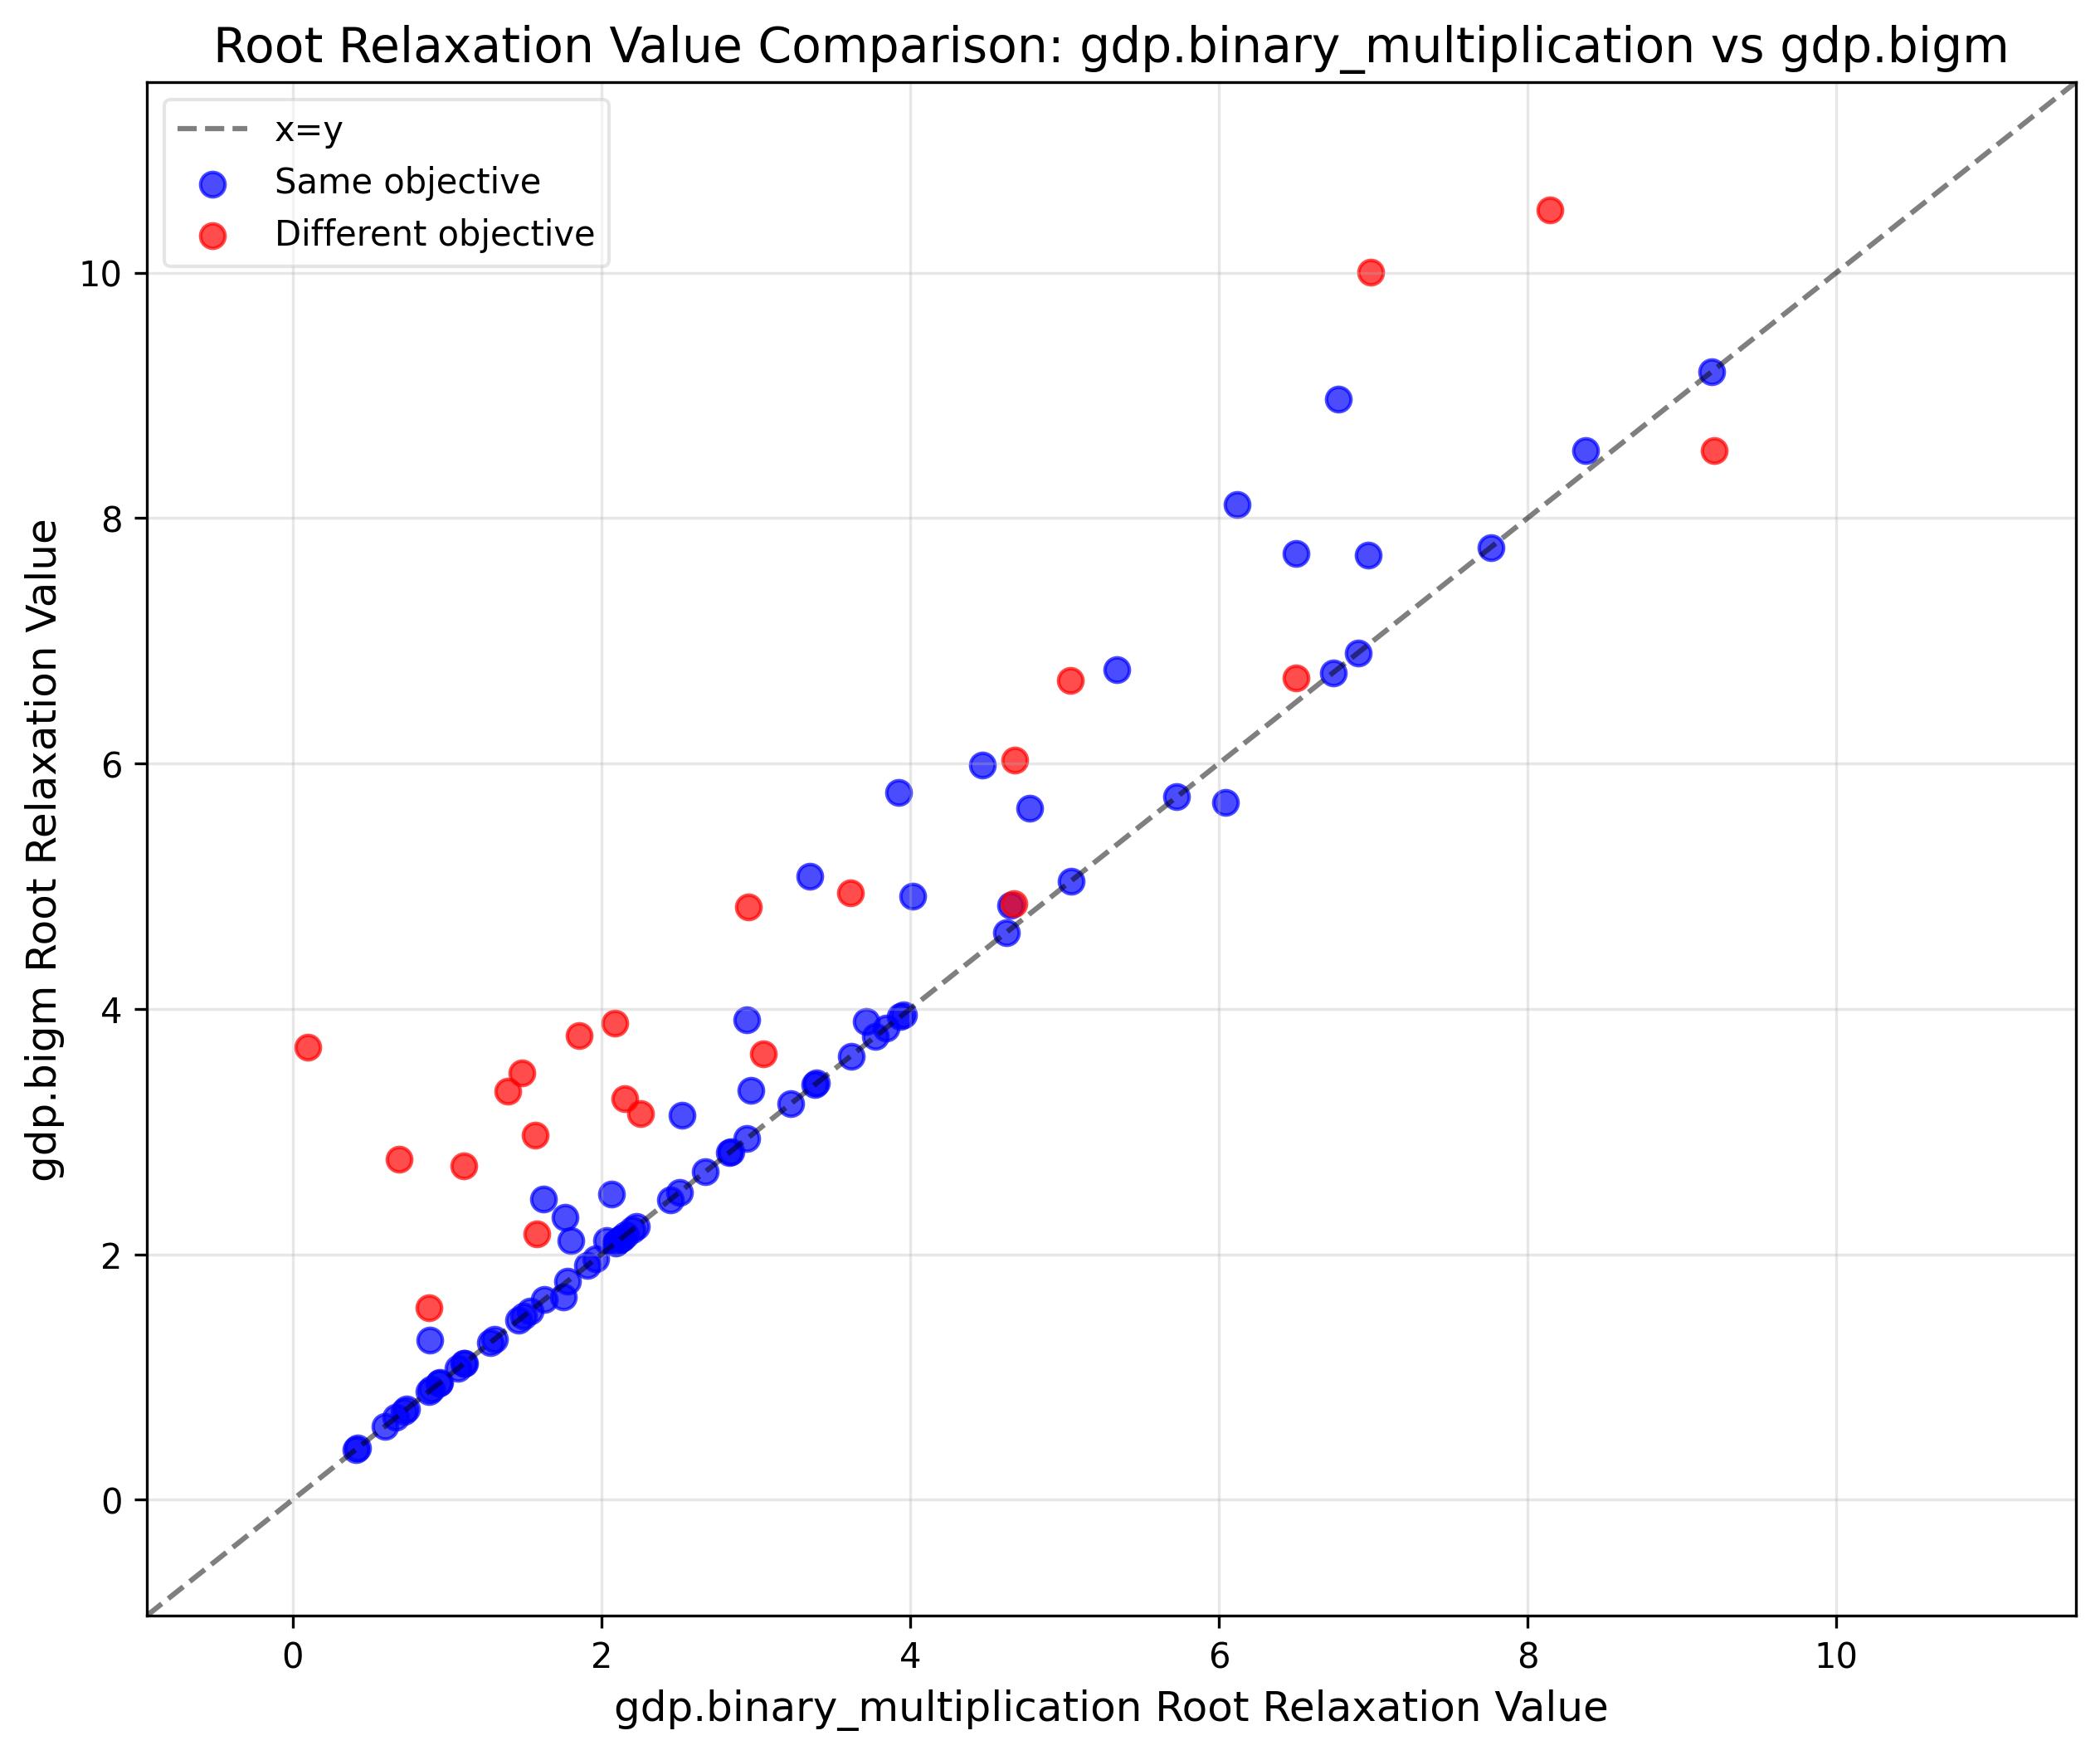 Root Relaxation Value Comparison: gdp.binary_multiplication vs gdp.bigm
x=y
Same objective
Different objective
gdp.bigm Root Relaxation Value
10
8
6
4
2
0
0 2 4 6 8 10
gdp.binary_multiplication Root Relaxation Value